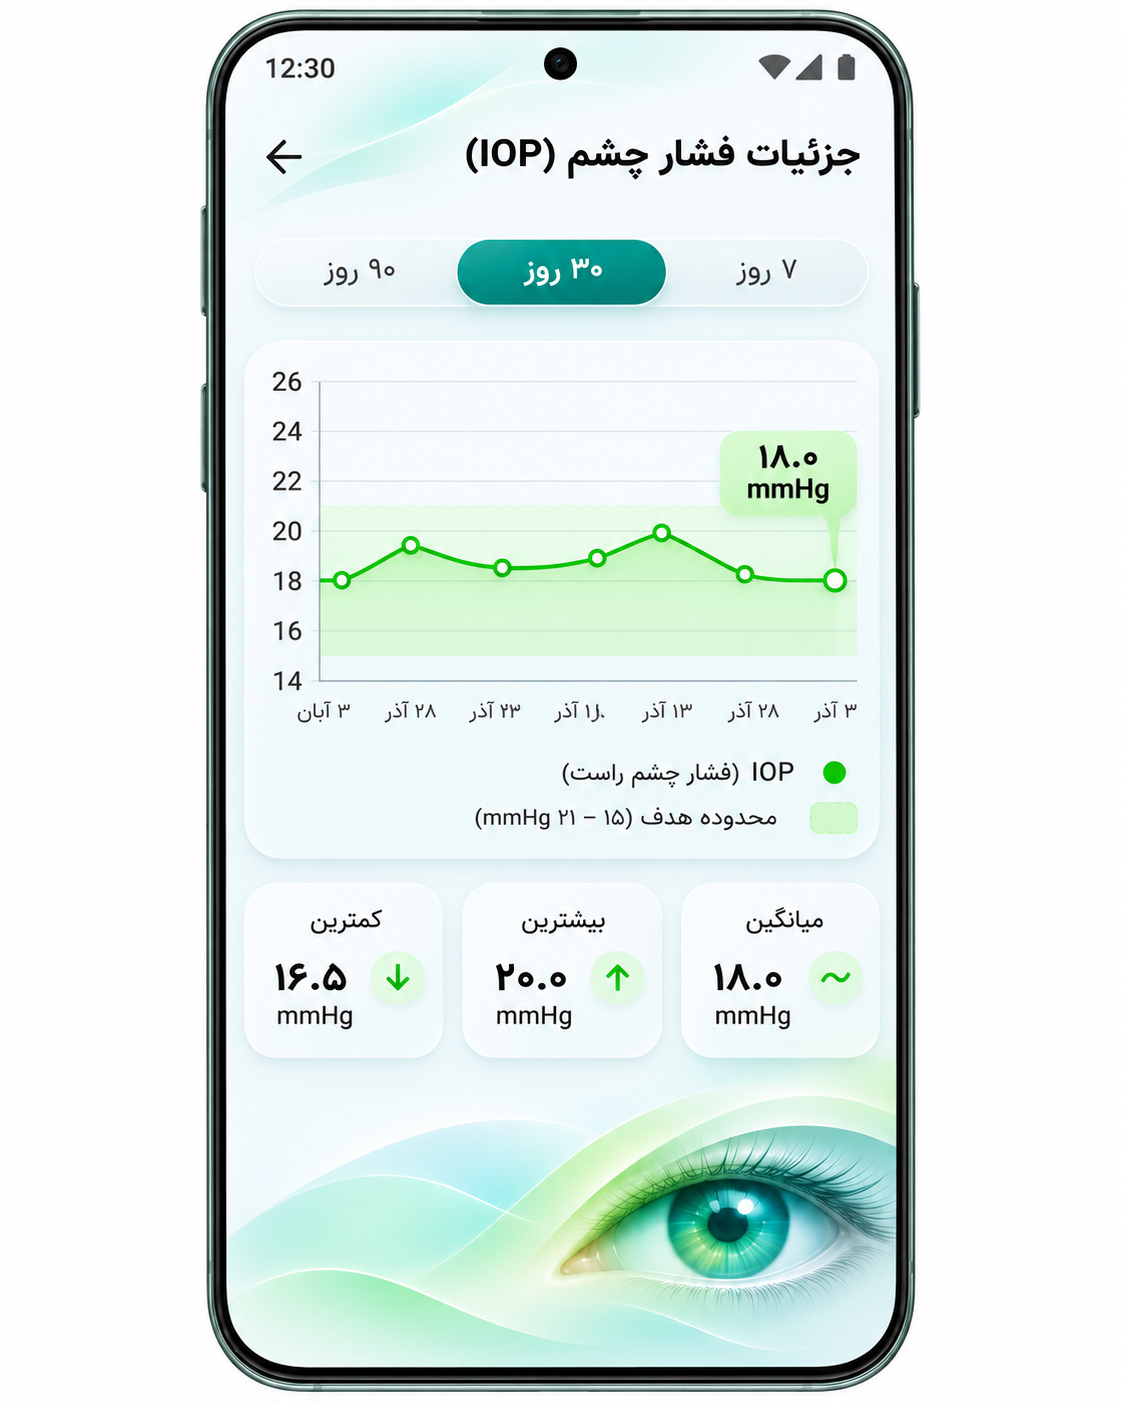 12:30
جزئیات فشار چشم (IOP)
۷ روز
۳۰ روز
۹۰ روز
26
24
22
20
18
16
14
۱۸.۰
mmHg
۳ آبان
۲۸ آذر
۲۳ آذر
آذر
۱۳ آذر
۲۸ آذر
۳ آذر
IOP (فشار چشم راست)
محدوده هدف (۱۵ – ۲۱ mmHg)
میانگین
۱۸.۰
mmHg
بیشترین
۲۰.۰
mmHg
کمترین
۱۶.۵
mmHg